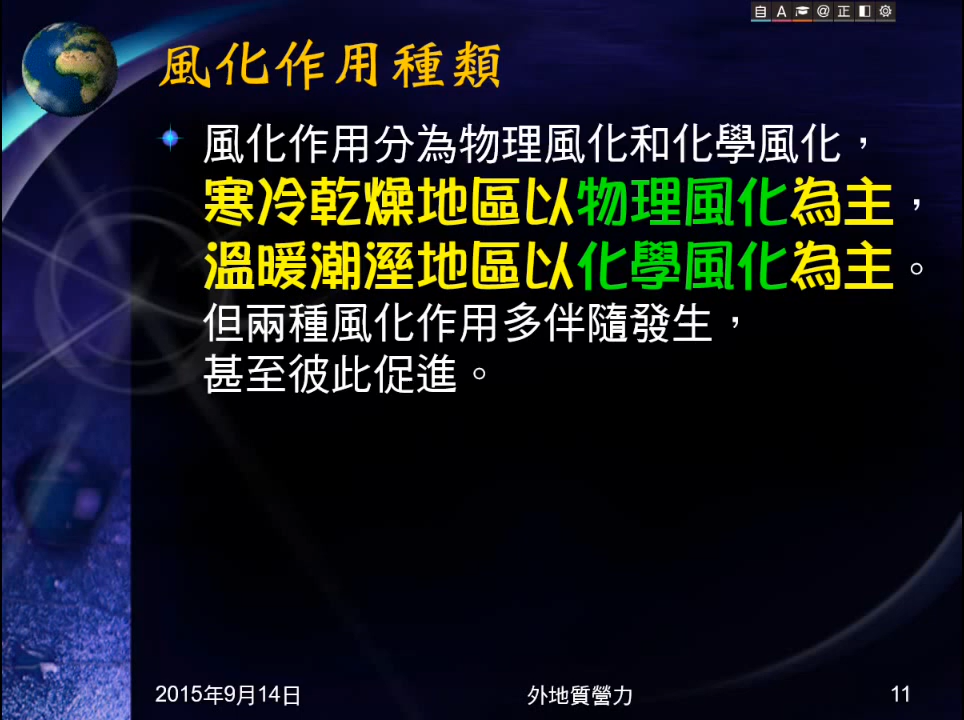 自 A @ 正
風化作用種類
風化作用分為物理風化和化學風化，
寒冷乾燥地區以物理風化為主，
溫暖潮溼地區以化學風化為主。
但兩種風化作用多伴隨發生，
甚至彼此促進。
2015年9月14日 外地質營力 11